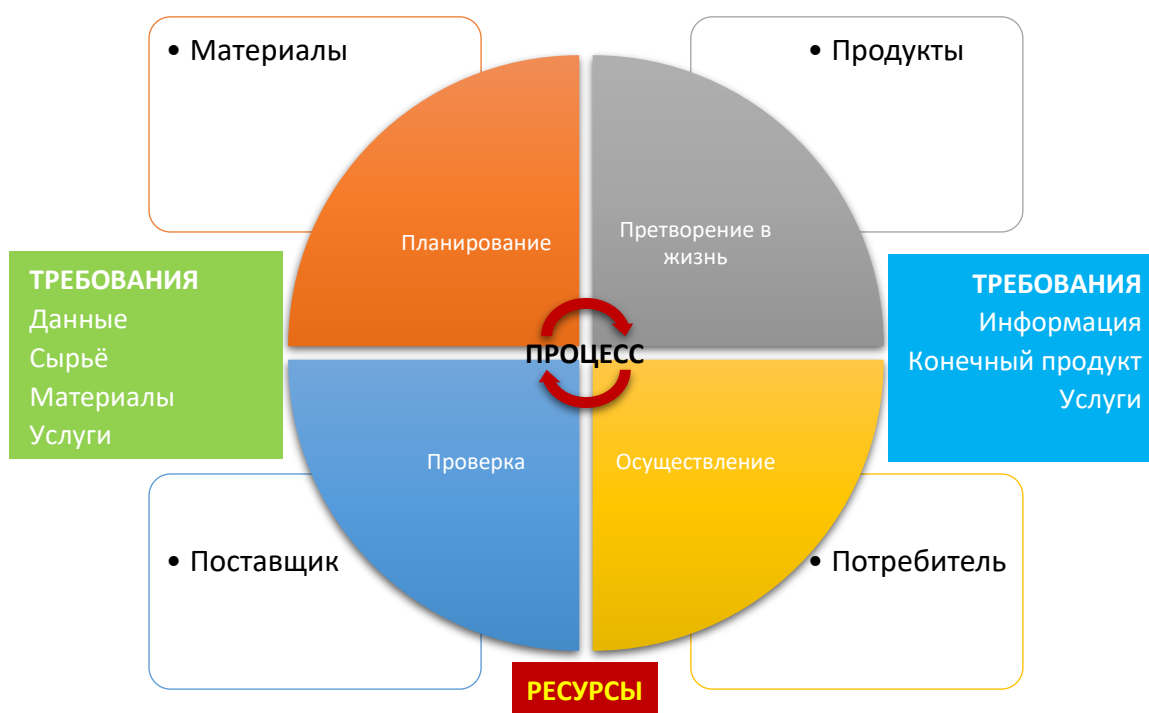 • Материалы
• Продукты
Планирование
Претворение в
жизнь
ТРЕБОВАНИЯ
Данные
Сырьё
Материалы
Услуги
ПРОЦЕСС
ТРЕБОВАНИЯ
Информация
Конечный продукт
Услуги
Проверка
Осуществление
• Поставщик
• Потребитель
РЕСУРСЫ